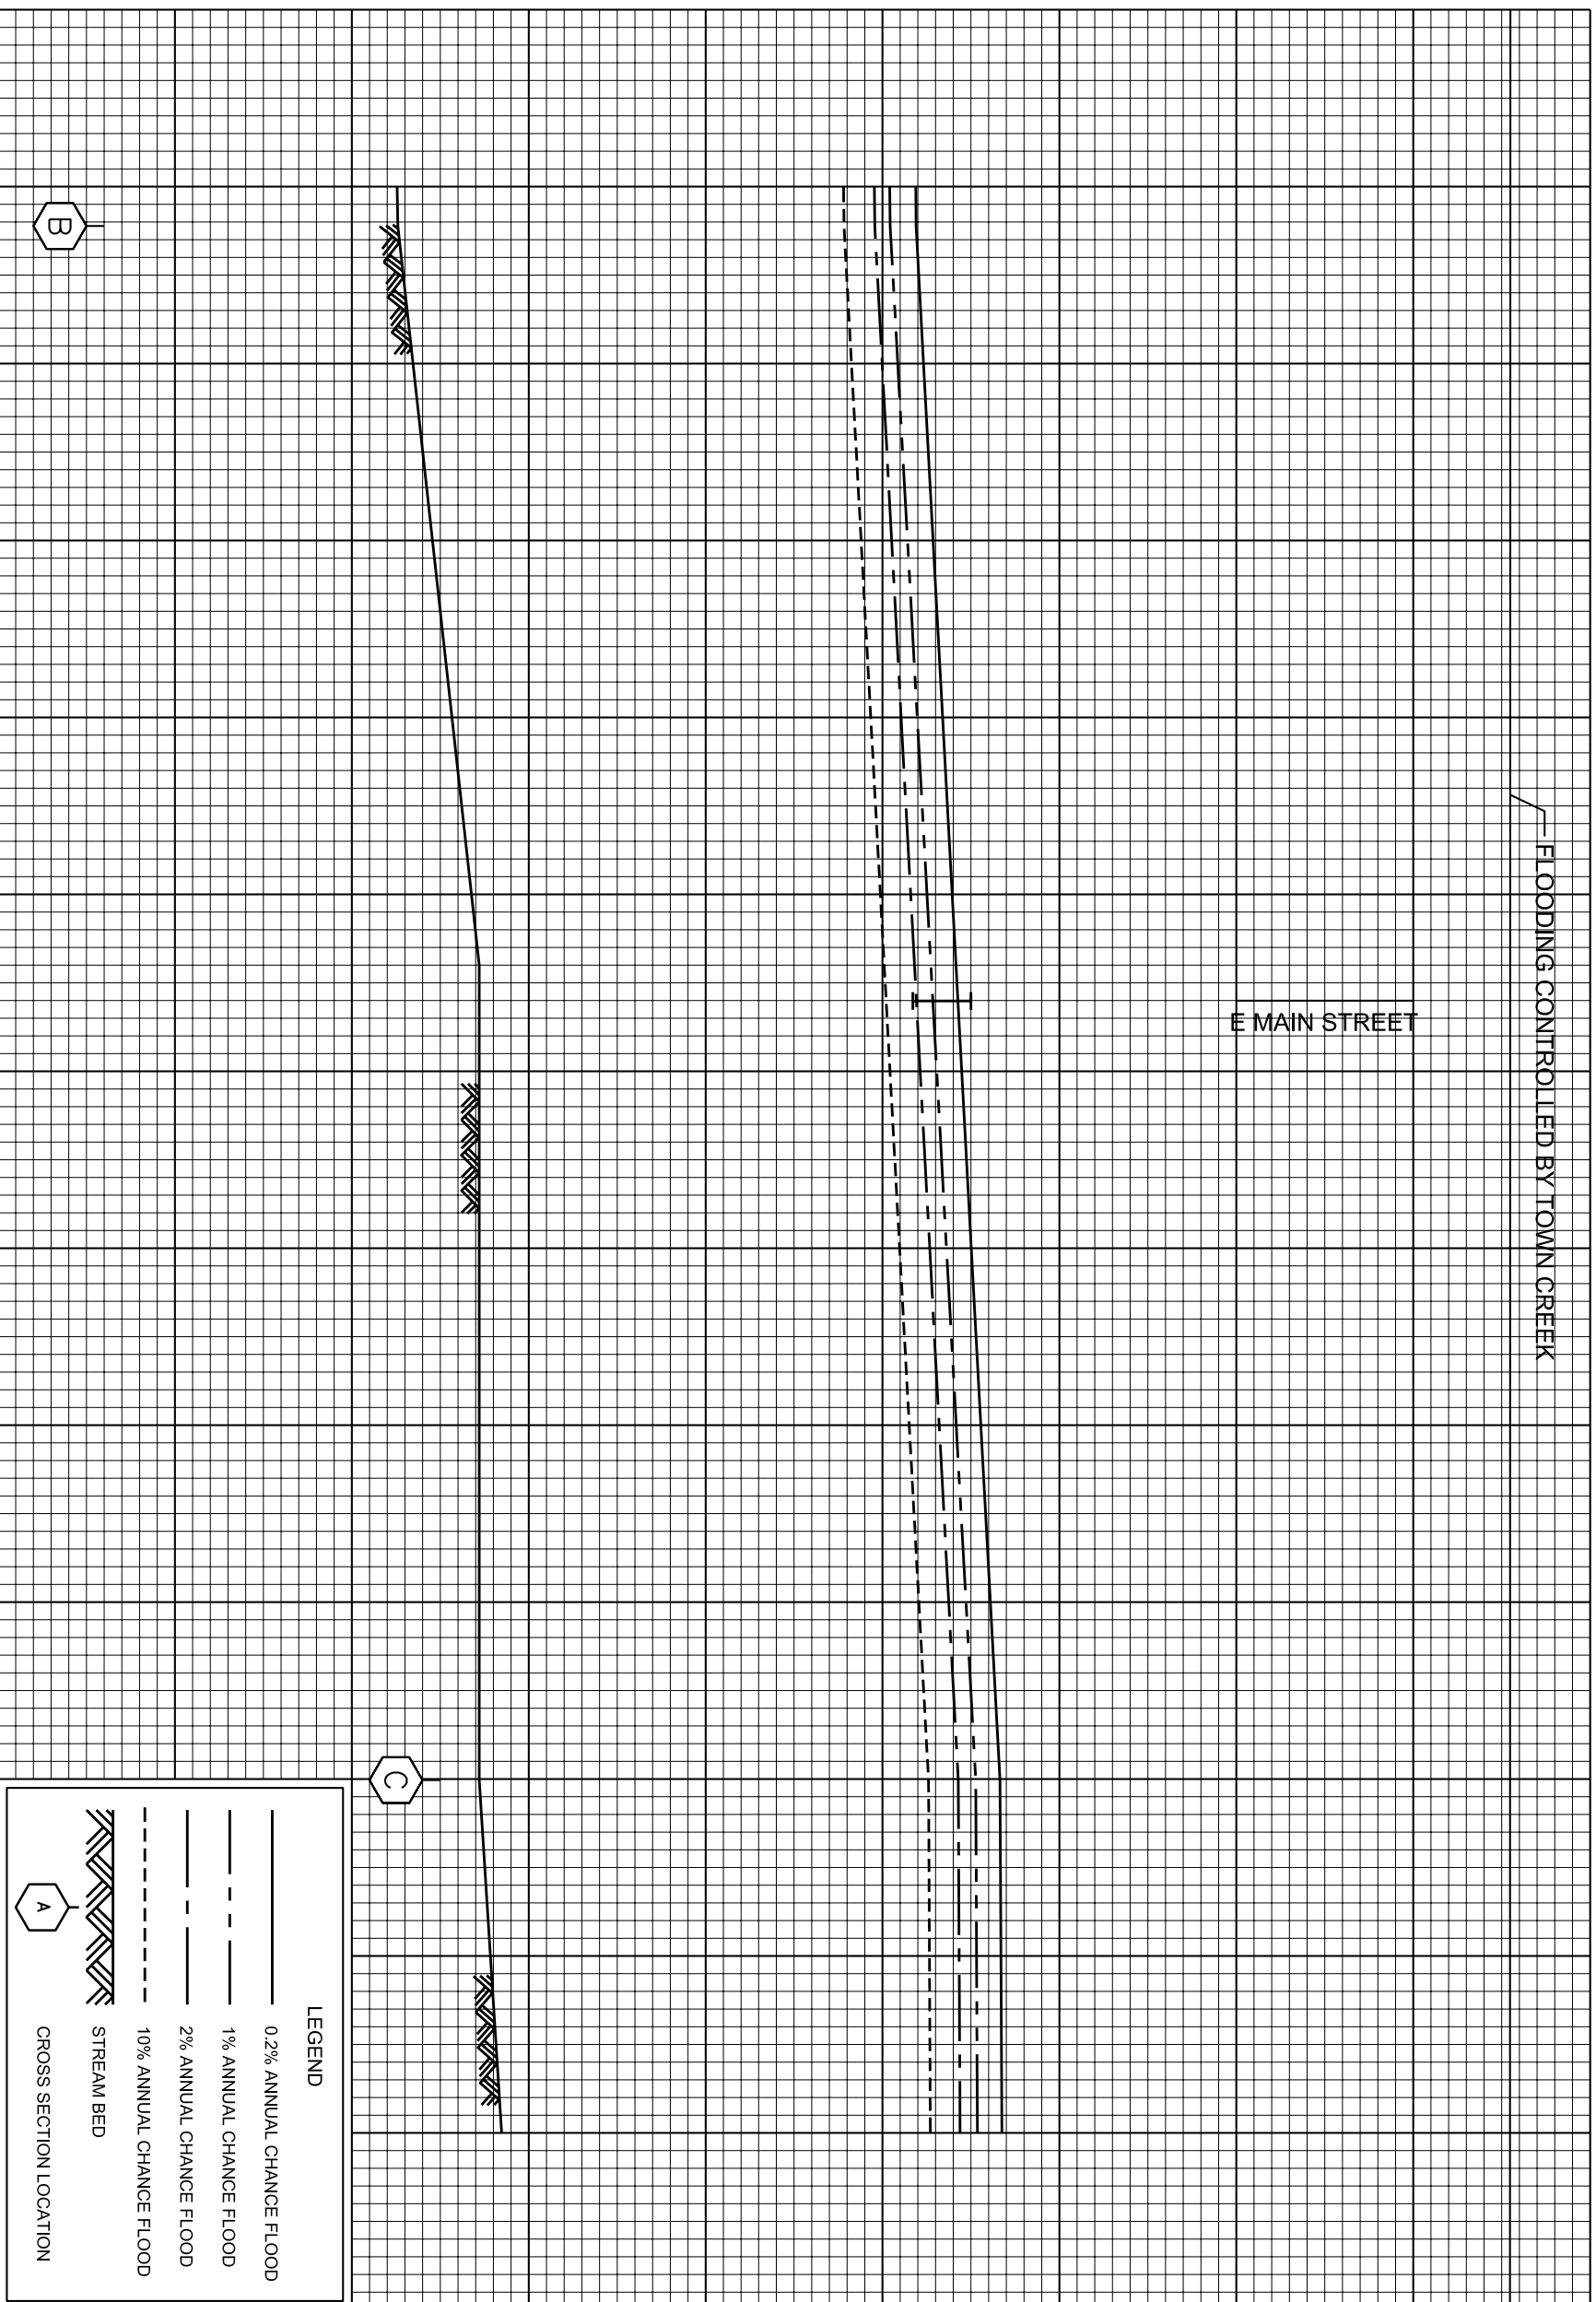 FLOODING CONTROLLED BY TOWN CREEK
E MAIN STREET
B
C
LEGEND
0.2% ANNUAL CHANCE FLOOD
1% ANNUAL CHANCE FLOOD
2% ANNUAL CHANCE FLOOD
10% ANNUAL CHANCE FLOOD
STREAM BED
A
CROSS SECTION LOCATION